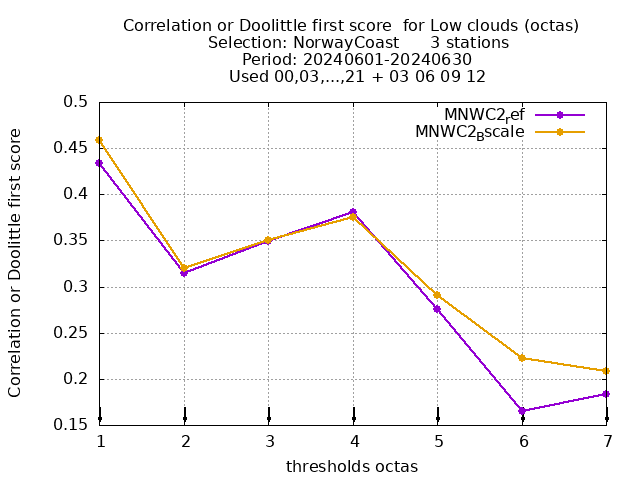 Correlation or Doolittle first score  for Low clouds (octas)
Selection: NorwayCoast      3 stations
Period: 20240601-20240630
Used 00,03,...,21 + 03 06 09 12
MNWC2ref
MNWC2Bscale
Correlation or Doolittle first score
0.5
0.45
0.4
0.35
0.3
0.25
0.2
0.15
1 2 3 4 5 6 7
thresholds octas